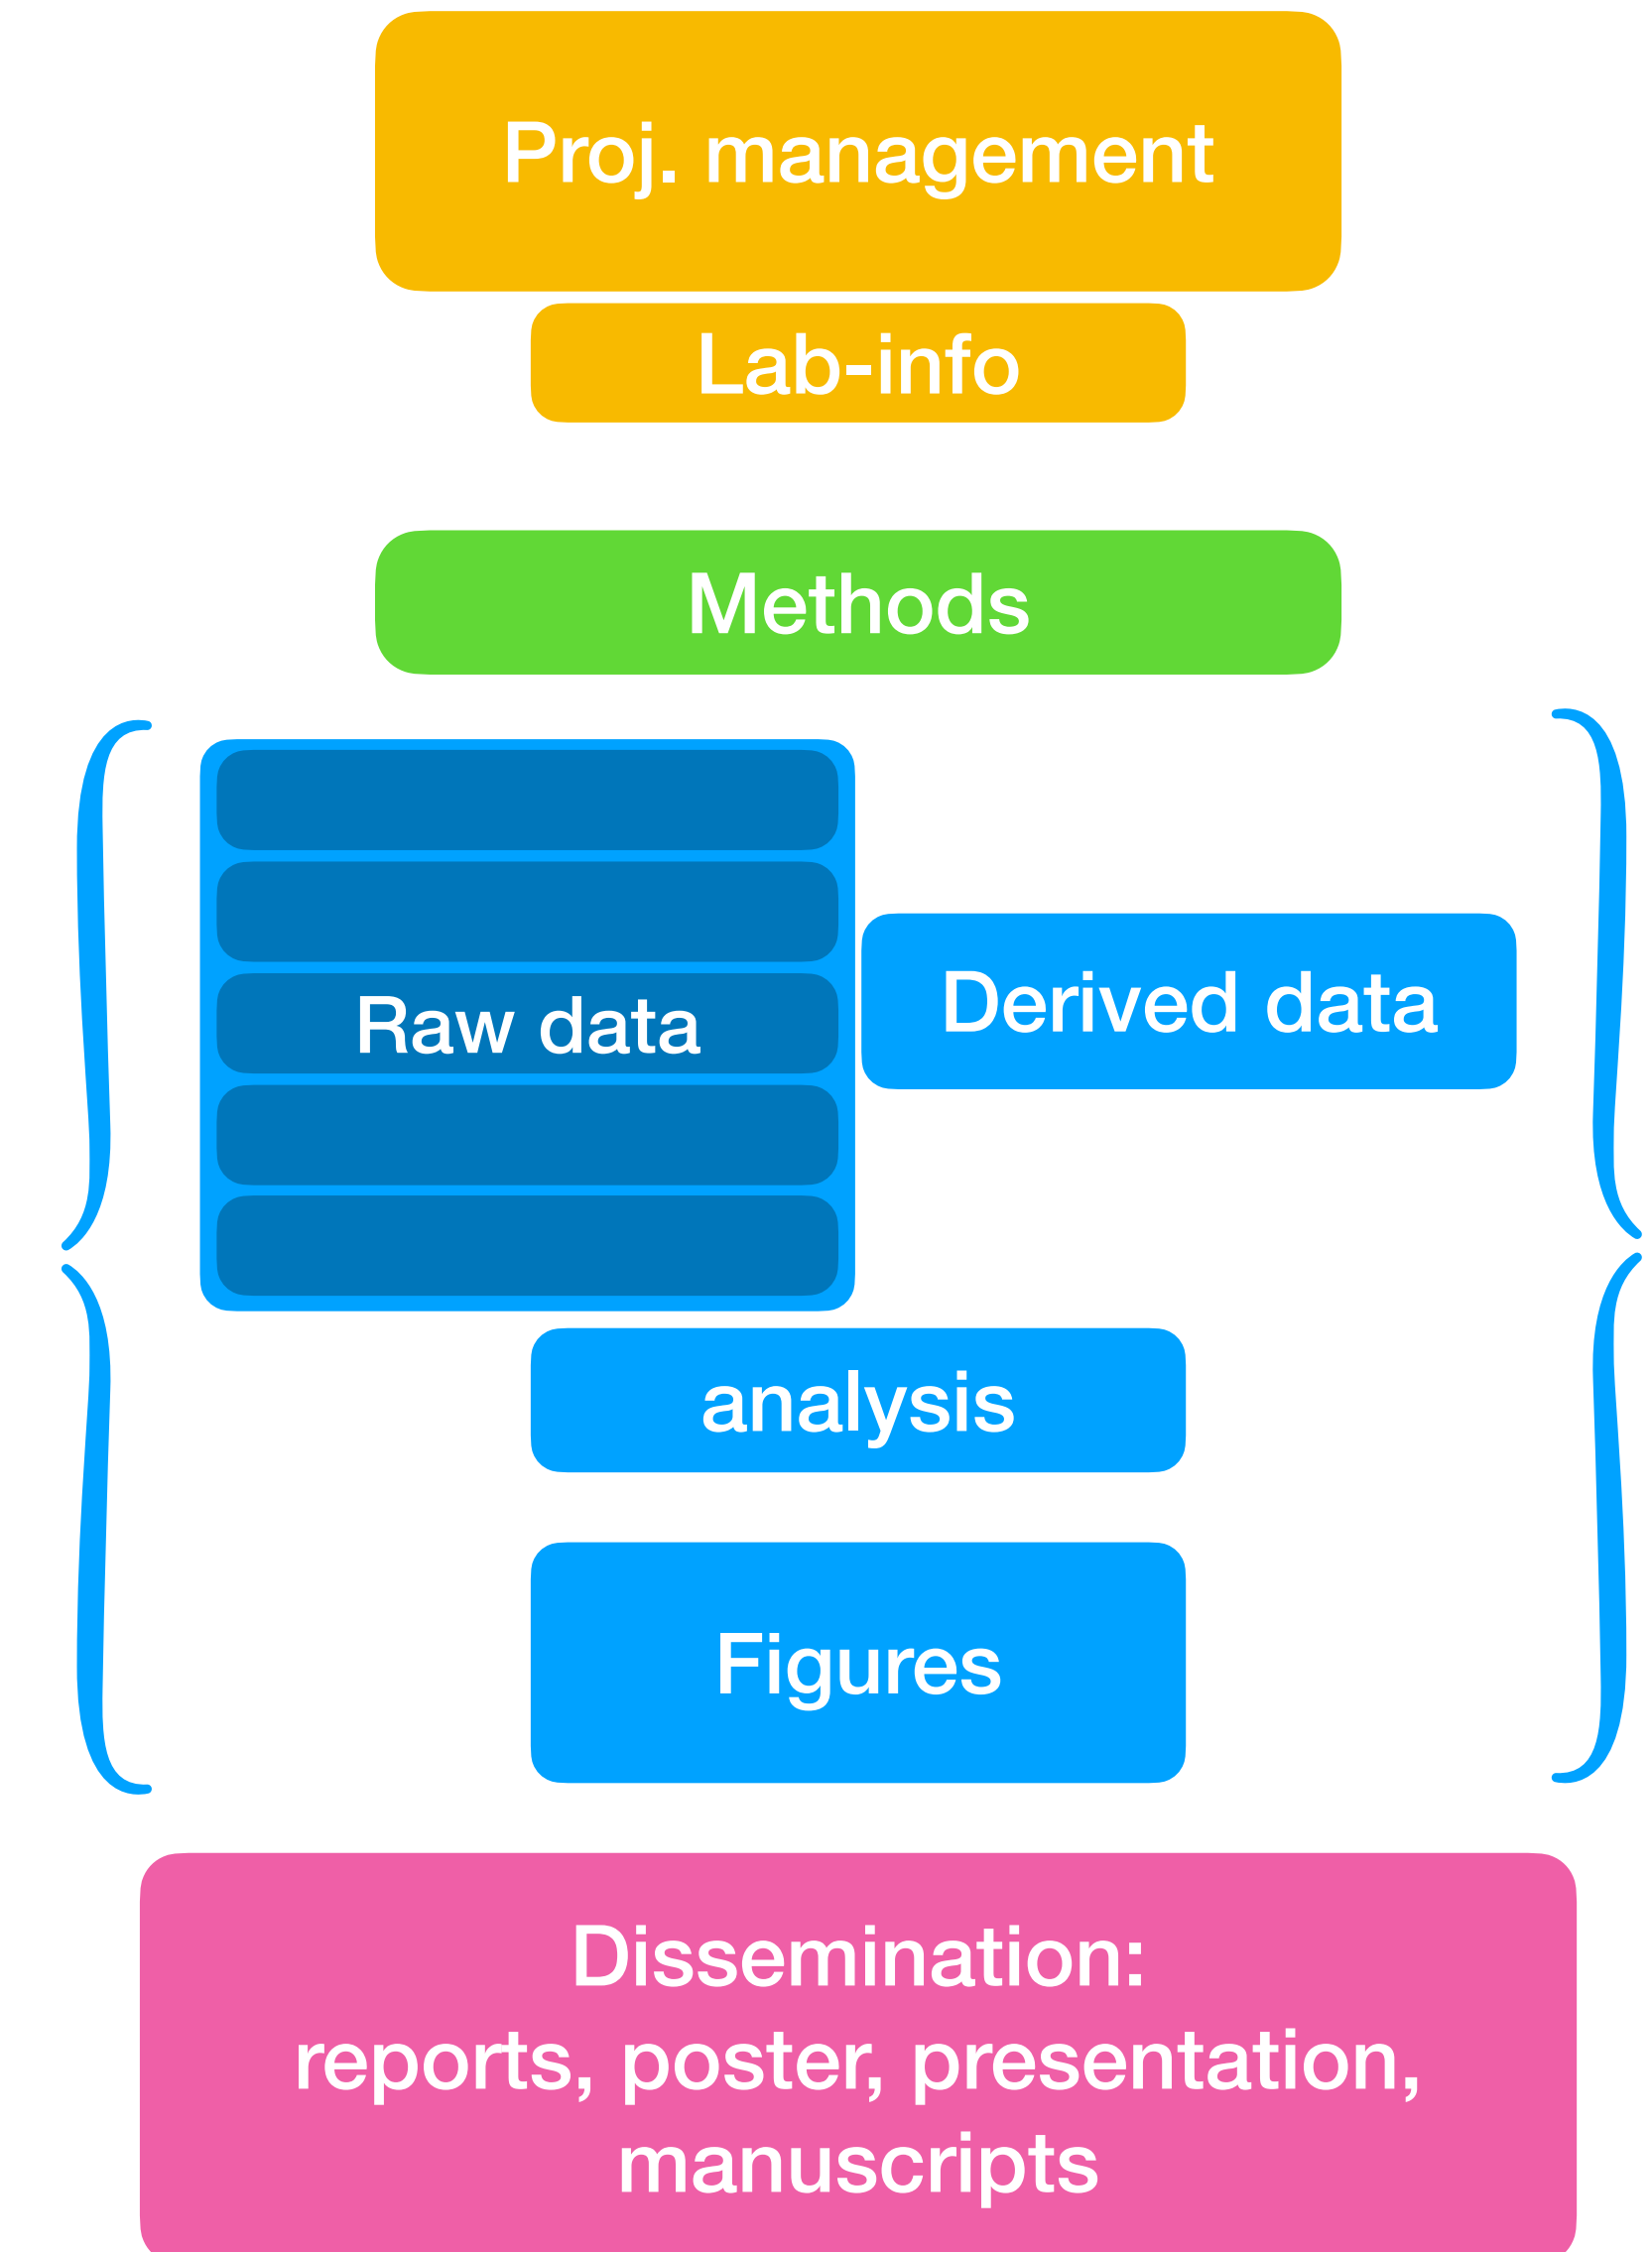 Proj. management
Lab-info
Methods
Raw data
Derived data
analysis
Figures
Dissemination:
reports, poster, presentation,
manuscripts